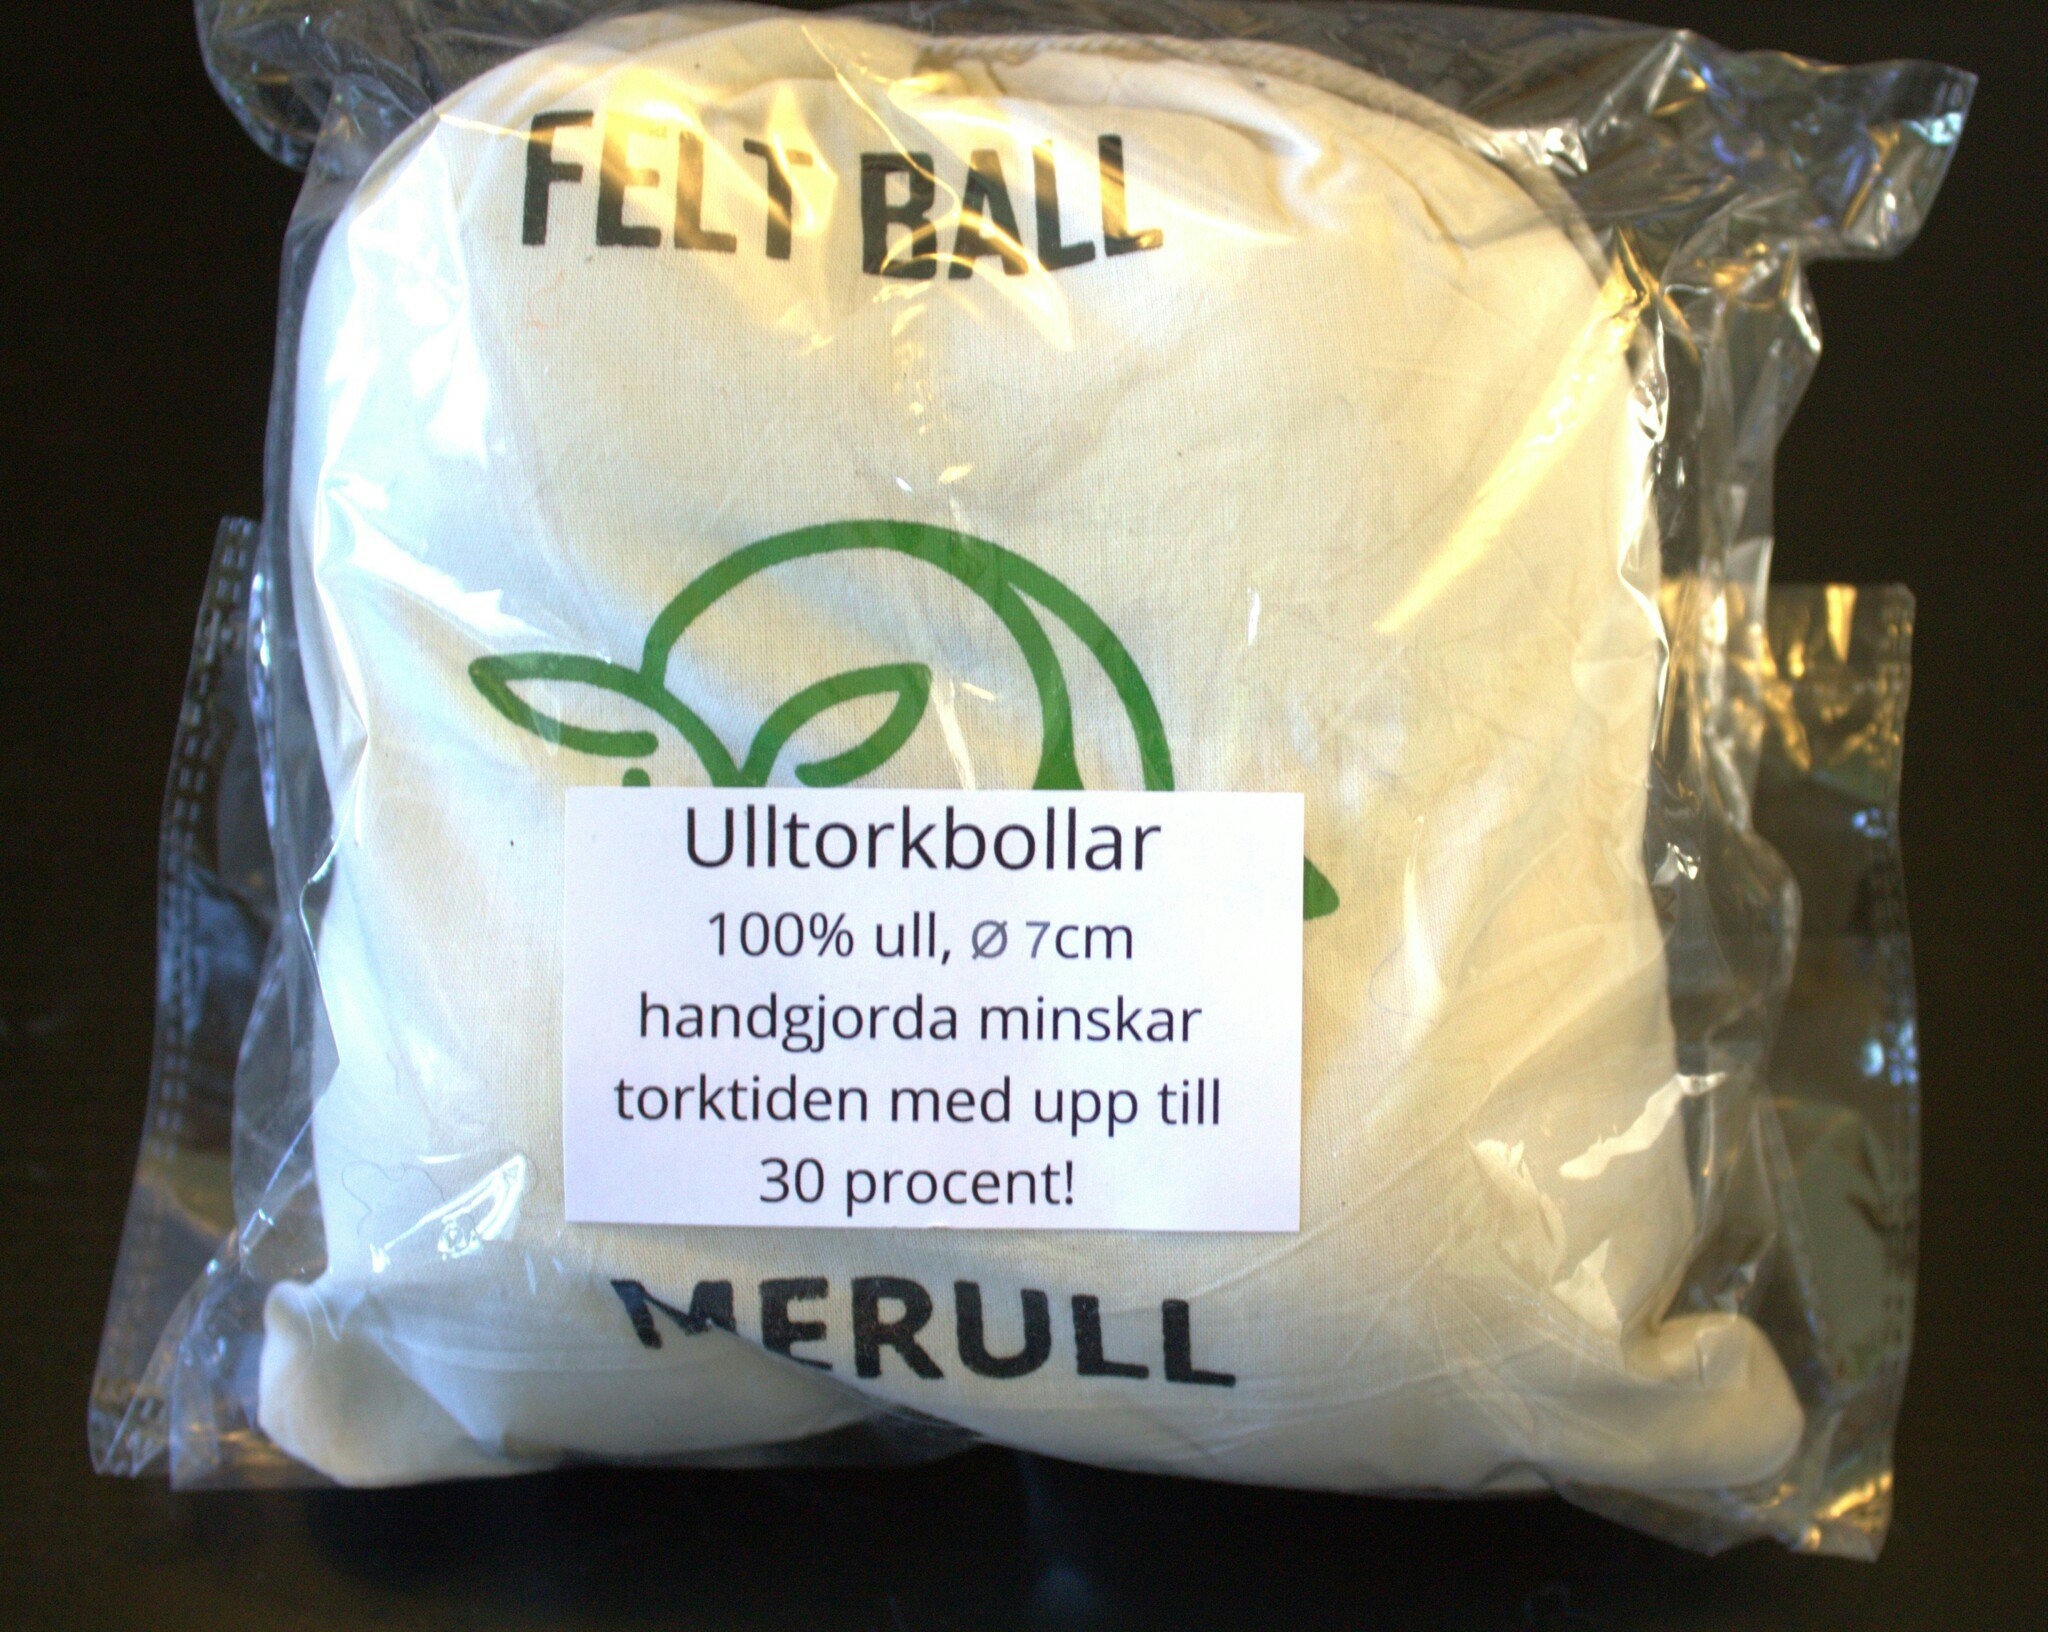 FELT BALL
Ulltorkbollar
100% ull, Ø 7cm
handgjorda minskar
torktiden med upp till
30 procent!
MERULL